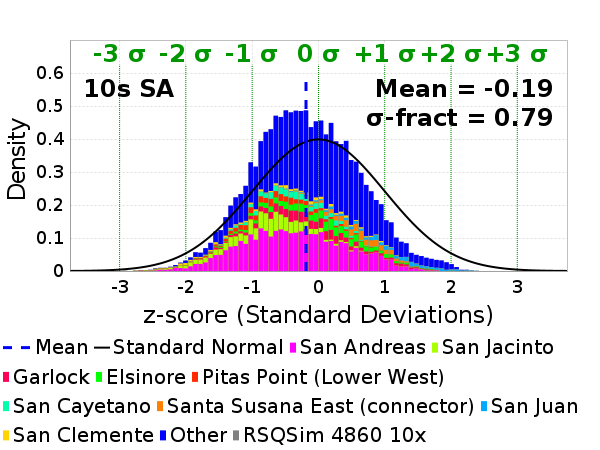 -3 σ -2 σ -1 σ 0 σ +1 σ +2 σ +3 σ
10s SA
Mean = -0.19
σ-fract = 0.79
0.6
0.5
0.4
0.3
0.2
0.1
0
Density
-3 -2 -1 0 1 2 3
z-score (Standard Deviations)
Mean Standard Normal San Andreas San Jacinto
Garlock Elsinore Pitas Point (Lower West)
San Cayetano Santa Susana East (connector) San Juan
San Clemente Other RSQSim 4860 10x